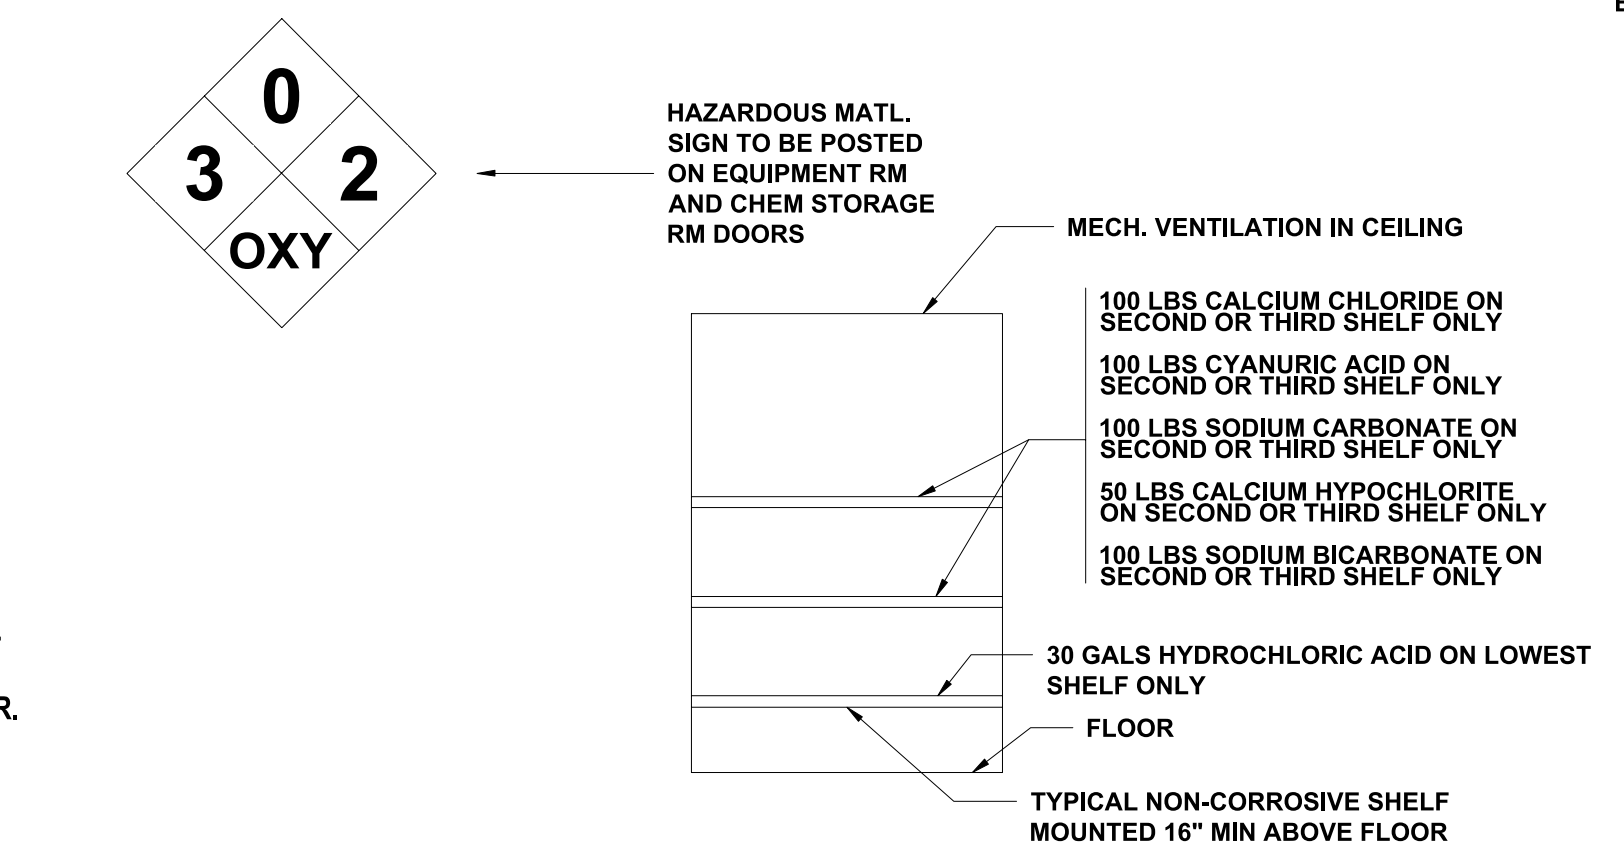 0
3 2
OXY
HAZARDOUS MATL.
SIGN TO BE POSTED
ON EQUIPMENT RM
AND CHEM STORAGE
RM DOORS
MECH. VENTILATION IN CEILING
100 LBS CALCIUM CHLORIDE ON
SECOND OR THIRD SHELF ONLY
100 LBS CYANURIC ACID ON
SECOND OR THIRD SHELF ONLY
100 LBS SODIUM CARBONATE ON
SECOND OR THIRD SHELF ONLY
50 LBS CALCIUM HYPOCHLORITE
ON SECOND OR THIRD SHELF ONLY
100 LBS SODIUM BICARBONATE ON
SECOND OR THIRD SHELF ONLY
30 GALS HYDROCHLORIC ACID ON LOWEST
SHELF ONLY
FLOOR
TYPICAL NON-CORROSIVE SHELF
MOUNTED 16" MIN ABOVE FLOOR
R.